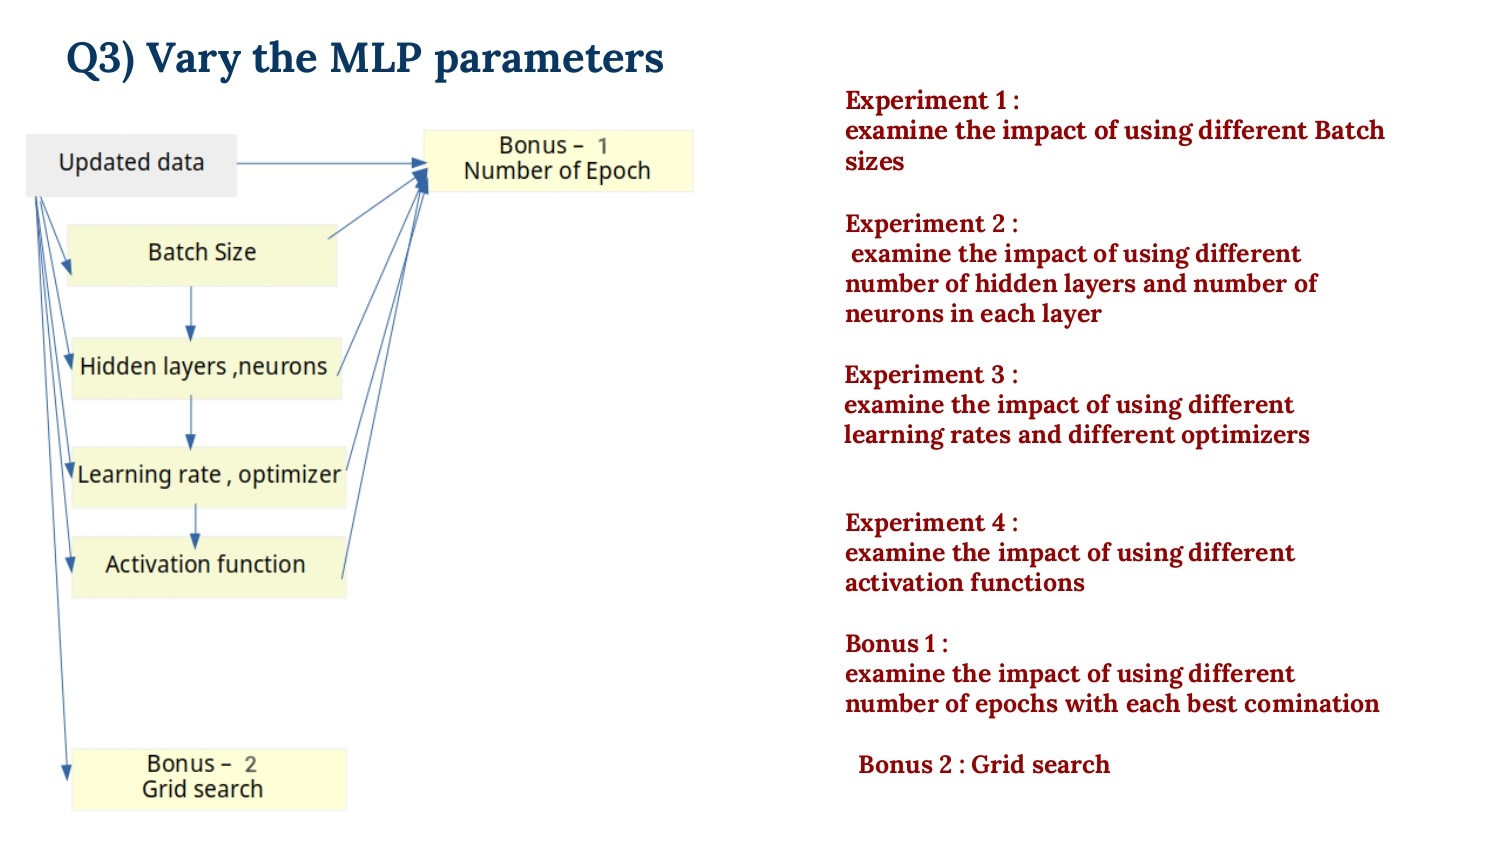 Q3) Vary the MLP parameters
Updated data
Bonus – 1
Number of Epoch
Batch Size
Hidden layers ,neurons
Learning rate , optimizer
Activation function
Bonus – 2
Grid search
Experiment 1 :
examine the impact of using different Batch
sizes
Experiment 2 :
examine the impact of using different
number of hidden layers and number of
neurons in each layer
Experiment 3 :
examine the impact of using different
learning rates and different optimizers
Experiment 4 :
examine the impact of using different
activation functions
Bonus 1 :
examine the impact of using different
number of epochs with each best comination
Bonus 2 : Grid search